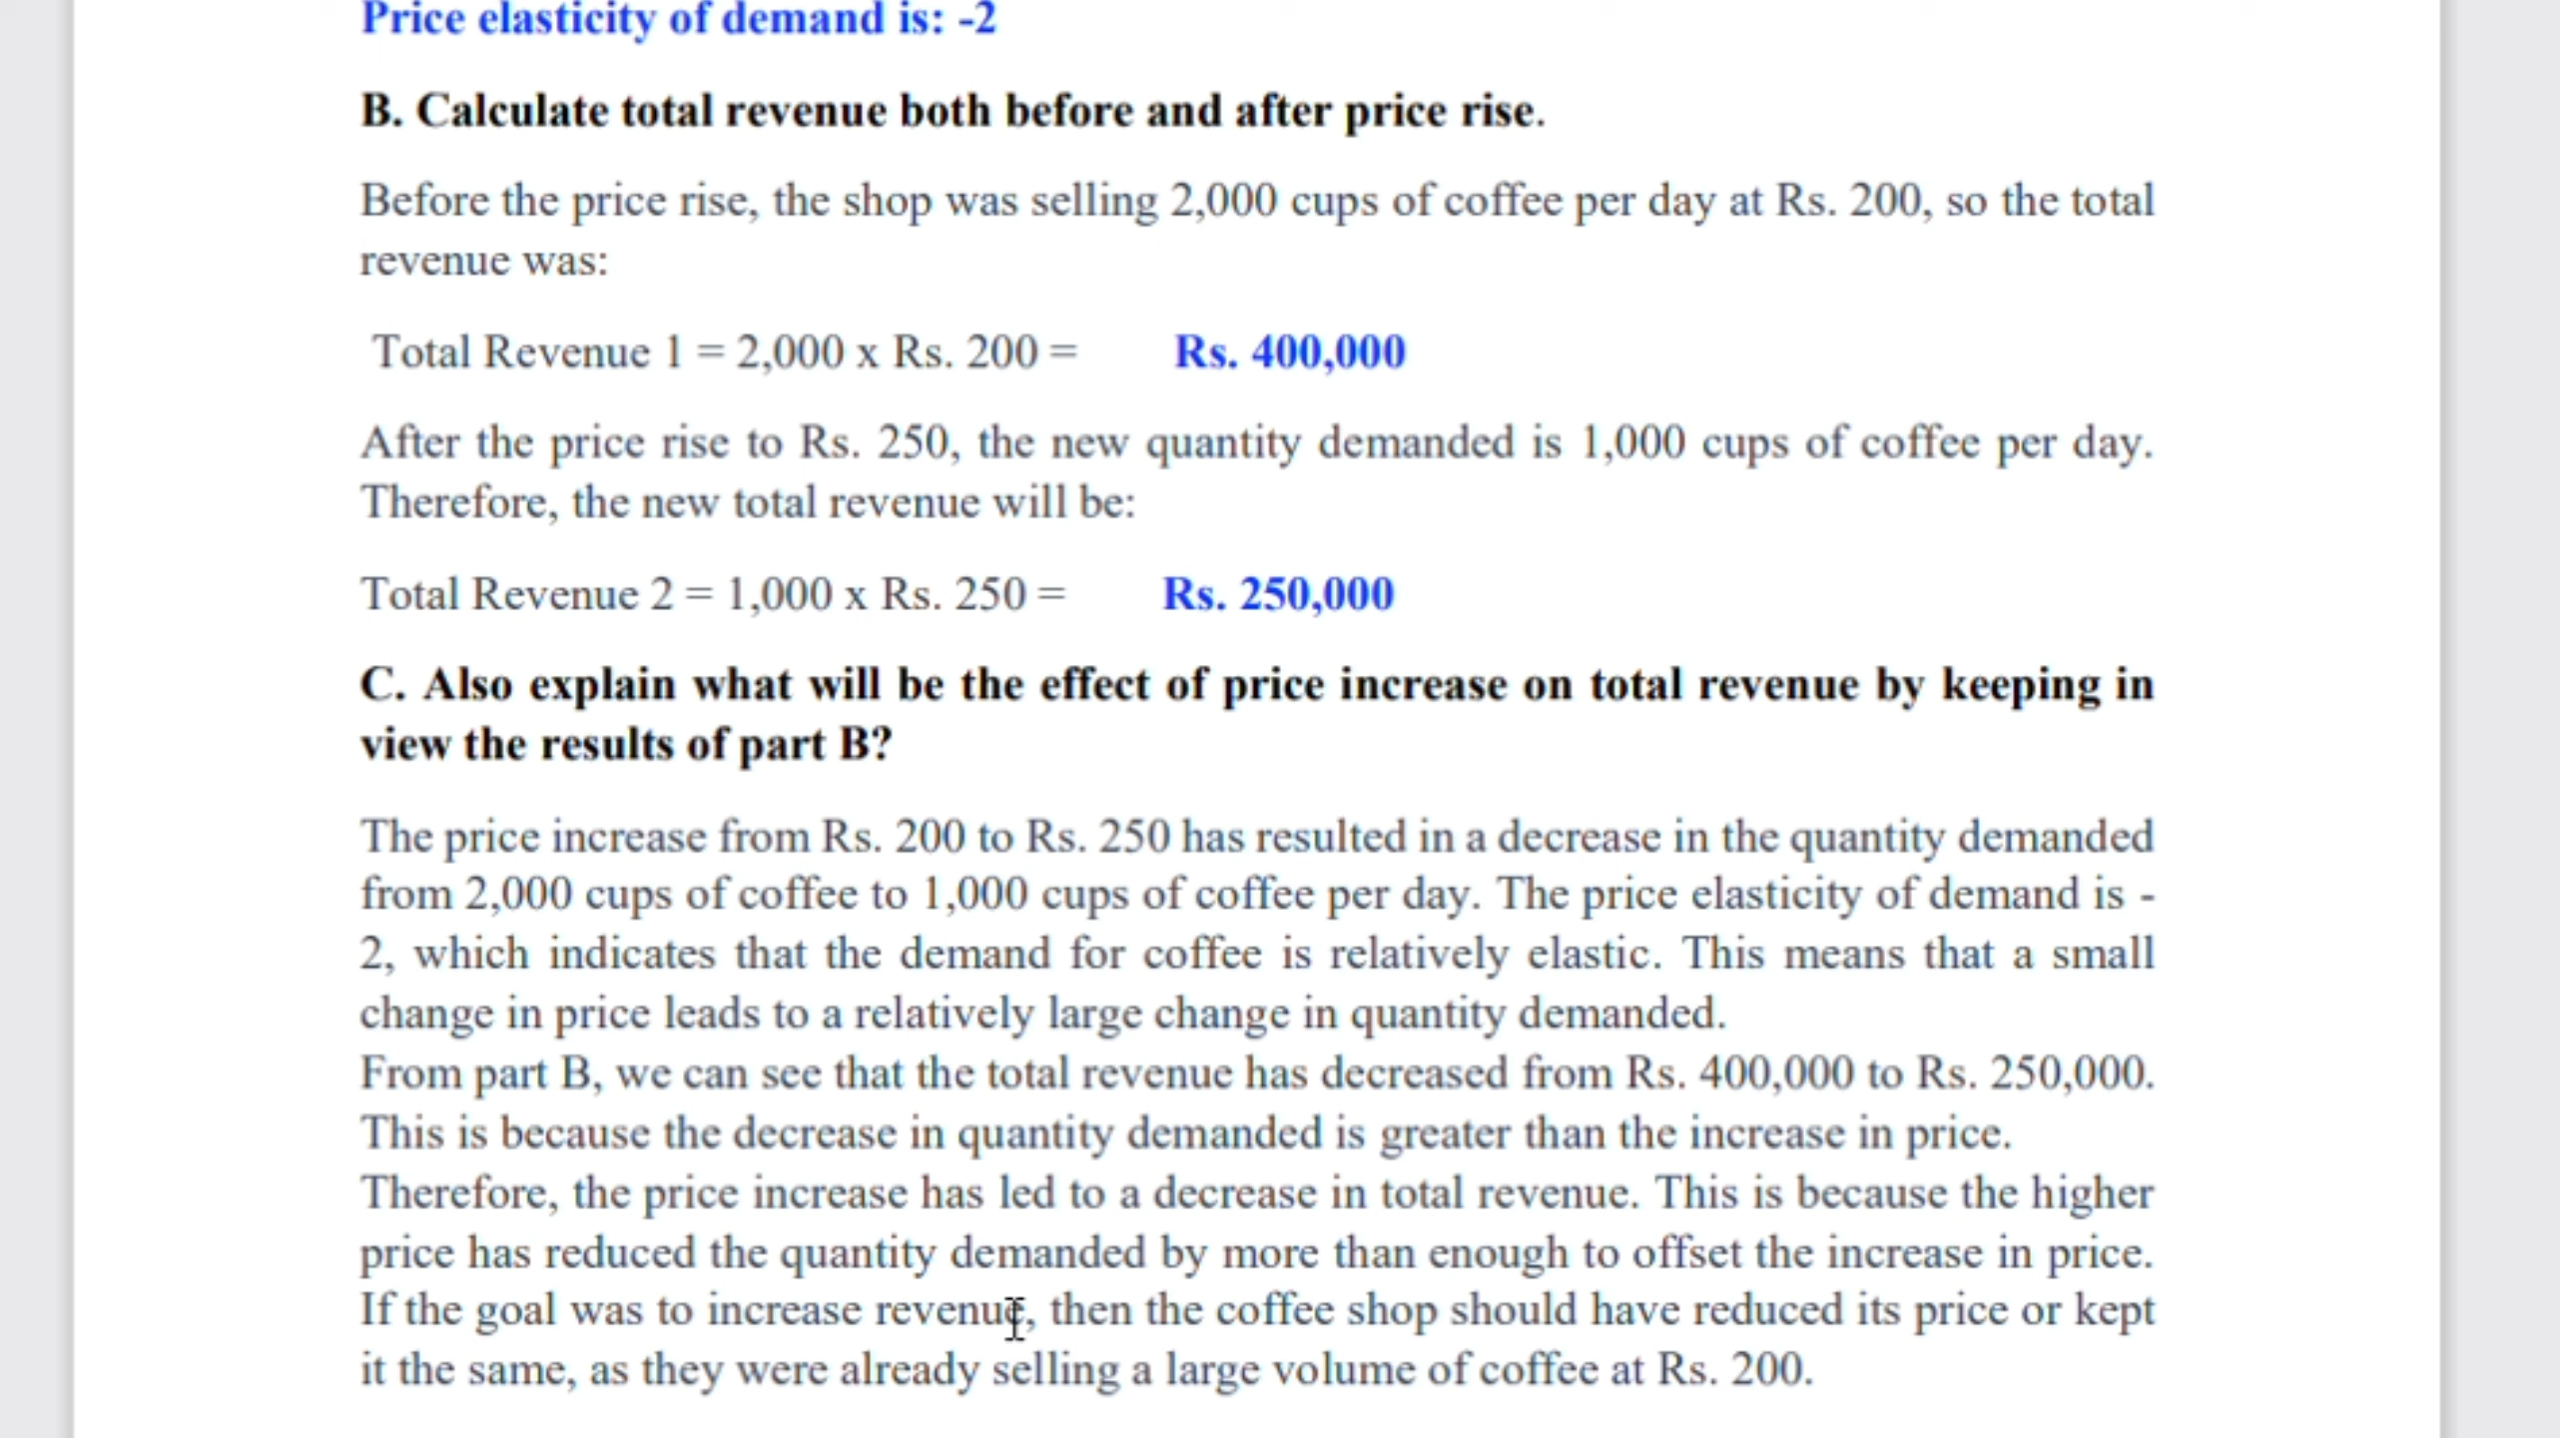 Price elasticity of demand is: -2
B. Calculate total revenue both before and after price rise.
Before the price rise, the shop was selling 2,000 cups of coffee per day at Rs. 200, so the total
revenue was:
Total Revenue 1 = 2,000 x Rs. 200 = Rs. 400,000
After the price rise to Rs. 250, the new quantity demanded is 1,000 cups of coffee per day.
Therefore, the new total revenue will be:
Total Revenue 2 = 1,000 x Rs. 250 = Rs. 250,000
C. Also explain what will be the effect of price increase on total revenue by keeping in
view the results of part B?
The price increase from Rs. 200 to Rs. 250 has resulted in a decrease in the quantity demanded
from 2,000 cups of coffee to 1,000 cups of coffee per day. The price elasticity of demand is -
2, which indicates that the demand for coffee is relatively elastic. This means that a small
change in price leads to a relatively large change in quantity demanded.
From part B, we can see that the total revenue has decreased from Rs. 400,000 to Rs. 250,000.
This is because the decrease in quantity demanded is greater than the increase in price.
Therefore, the price increase has led to a decrease in total revenue. This is because the higher
price has reduced the quantity demanded by more than enough to offset the increase in price.
If the goal was to increase revenue, then the coffee shop should have reduced its price or kept
it the same, as they were already selling a large volume of coffee at Rs. 200.